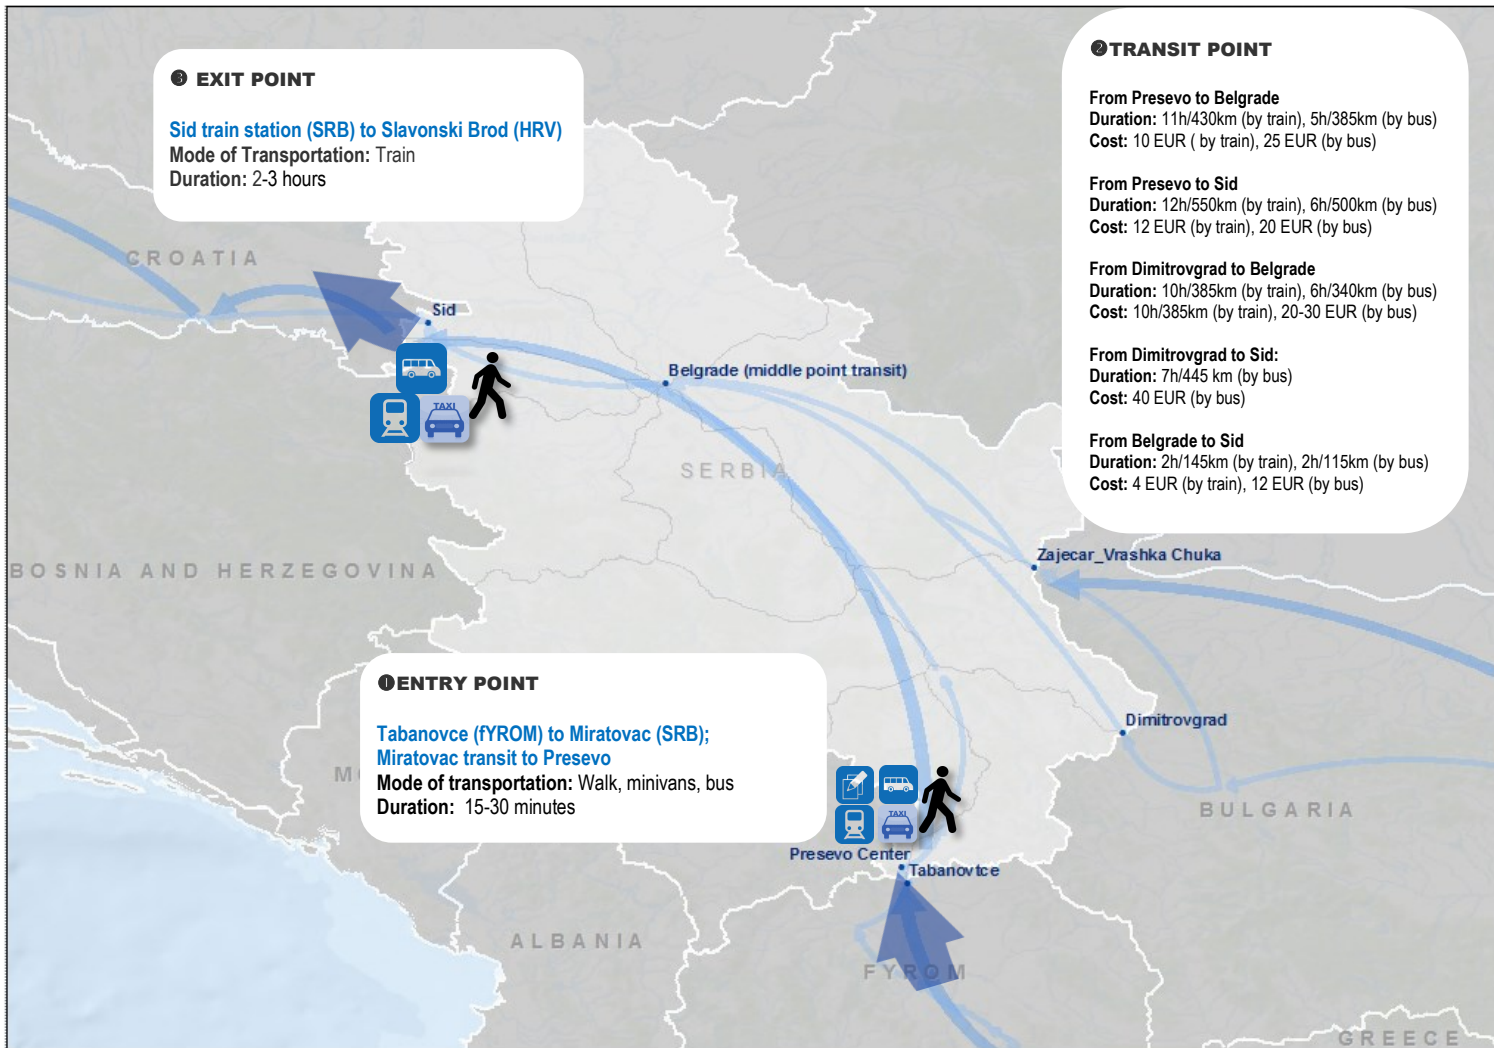 ❸ EXIT POINT
Sid train station (SRB) to Slavonski Brod (HRV)
Mode of Transportation: Train
Duration: 2-3 hours
❷TRANSIT POINT
From Presevo to Belgrade
Duration: 11h/430km (by train), 5h/385km (by bus)
Cost: 10 EUR ( by train), 25 EUR (by bus)
From Presevo to Sid
Duration: 12h/550km (by train), 6h/500km (by bus)
Cost: 12 EUR (by train), 20 EUR (by bus)
From Dimitrovgrad to Belgrade
Duration: 10h/385km (by train), 6h/340km (by bus)
Cost: 10h/385km (by train), 20-30 EUR (by bus)
From Dimitrovgrad to Sid:
Duration: 7h/445 km (by bus)
Cost: 40 EUR (by bus)
From Belgrade to Sid
Duration: 2h/145km (by train), 2h/115km (by bus)
Cost: 4 EUR (by train), 12 EUR (by bus)
CROATIA
Sid
TAXI
Belgrade (middle point transit)
SERBIA
BOSNIA AND HERZEGOVINA
Zajecar_Vrashka Chuka
❶ENTRY POINT
Tabanovce (fYROM) to Miratovac (SRB);
Miratovac transit to Presevo
Mode of transportation: Walk, minivans, bus
Duration: 15-30 minutes
Dimitrovgrad
BULGARIA
TAXI
Presevo Center
Tabanovtce
ALBANIA
FYROM
GREECE